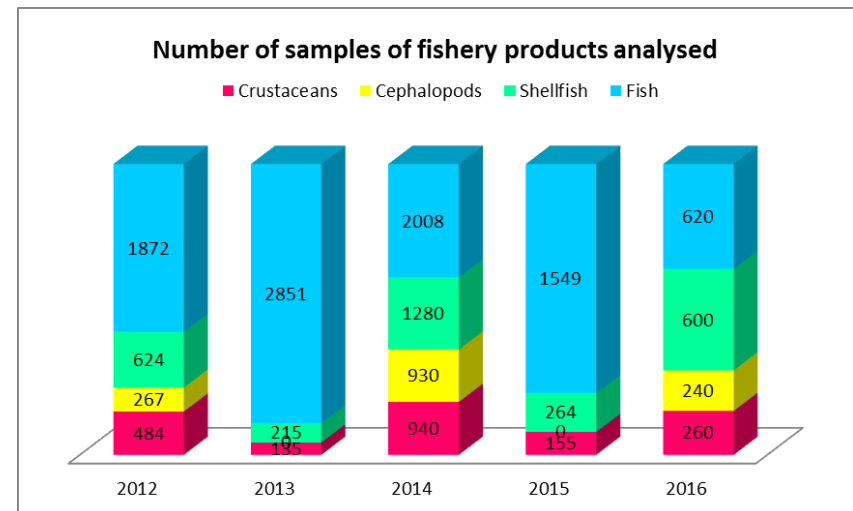 Number of samples of fishery products analysed
Crustaceans Cephalopods Shellfish Fish
1872 2851 2008 1549 620
624 215 1280 264 600
267 0 930 0 240
484 135 940 155 260
2012 2013 2014 2015 2016